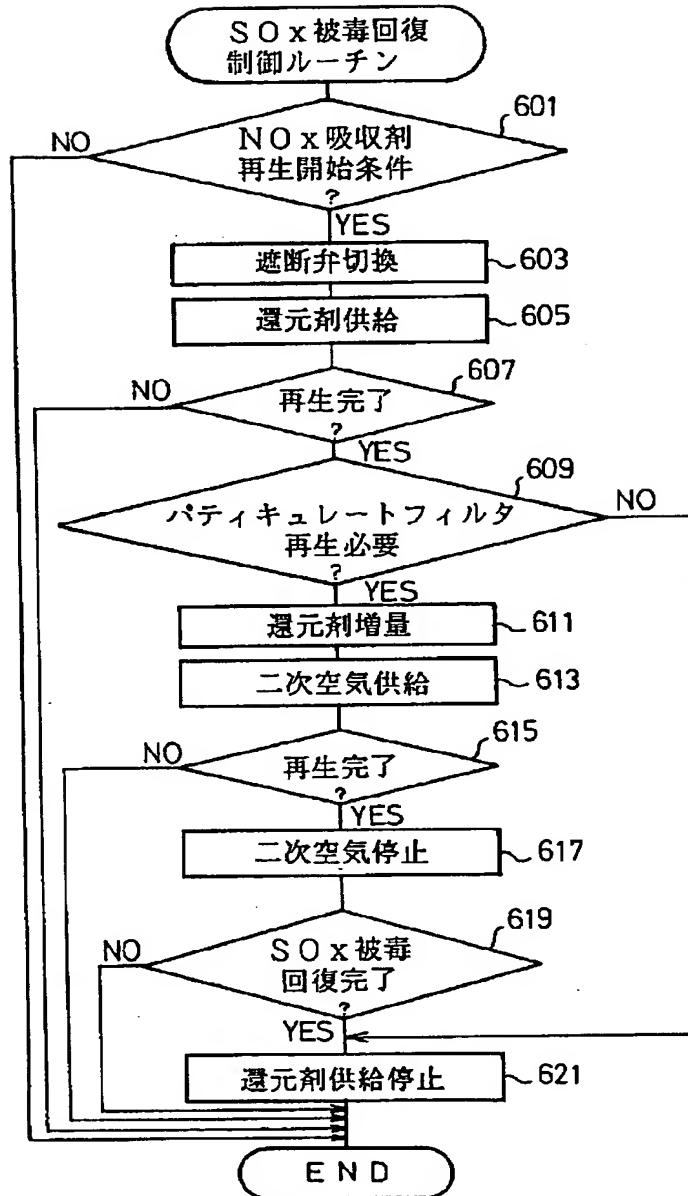 SOx被毒回復
制御ルーチン
601
NO
NOx吸収剤
再生開始条件
?
YES
遮断弁切換
603
還元剤供給
605
607
NO
再生完了
?
YES
609
NO
パティキュレートフィルタ
再生必要
?
YES
還元剤増量
611
二次空気供給
613
615
NO
再生完了
?
YES
二次空気停止
617
619
NO
SOx被毒
回復完了
?
YES
還元剤供給停止
621
END